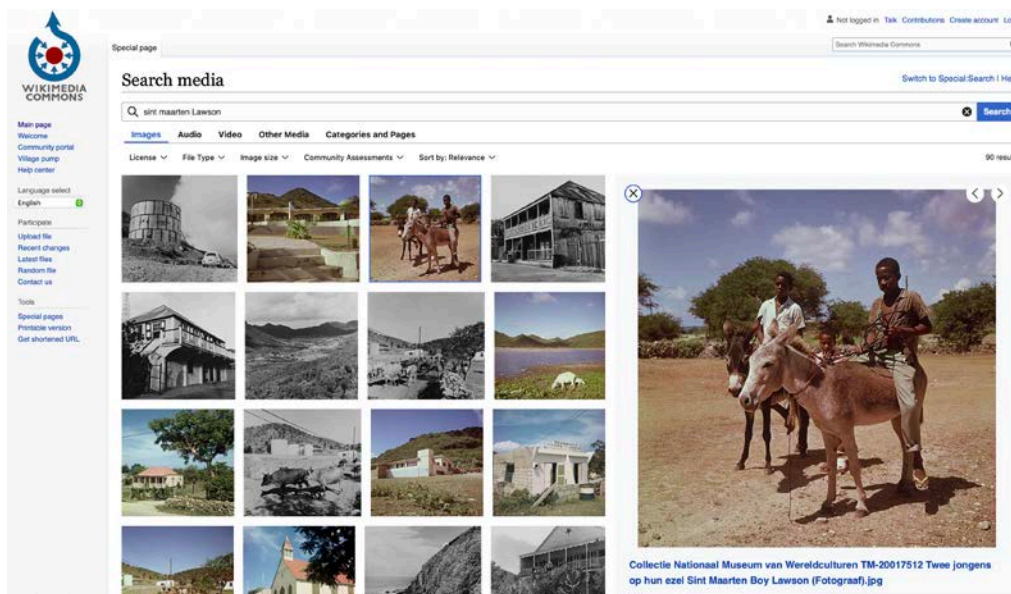 Not logged in Talk Contributions Create account
Special page
Search Wikimedia Commons
WIKIMEDIA
COMMONS
Search media
Switch to Special:Search
sint maarten Lawson
Search
Images Audio Video Other Media Categories and Pages
License File Type Image size Community Assessments Sort by: Relevance
90
Main page
Welcome
Community portal
Village pump
Help center
Language select
English
Participate
Upload file
Recent changes
Latest files
Random file
Contact us
Tools
Special pages
Printable version
Get shortened URL
Collectie Nationaal Museum van Wereldculturen TM-20017512 Twee jongens
op hun ezel Sint Maarten Boy Lawson (Fotograaf).jpg